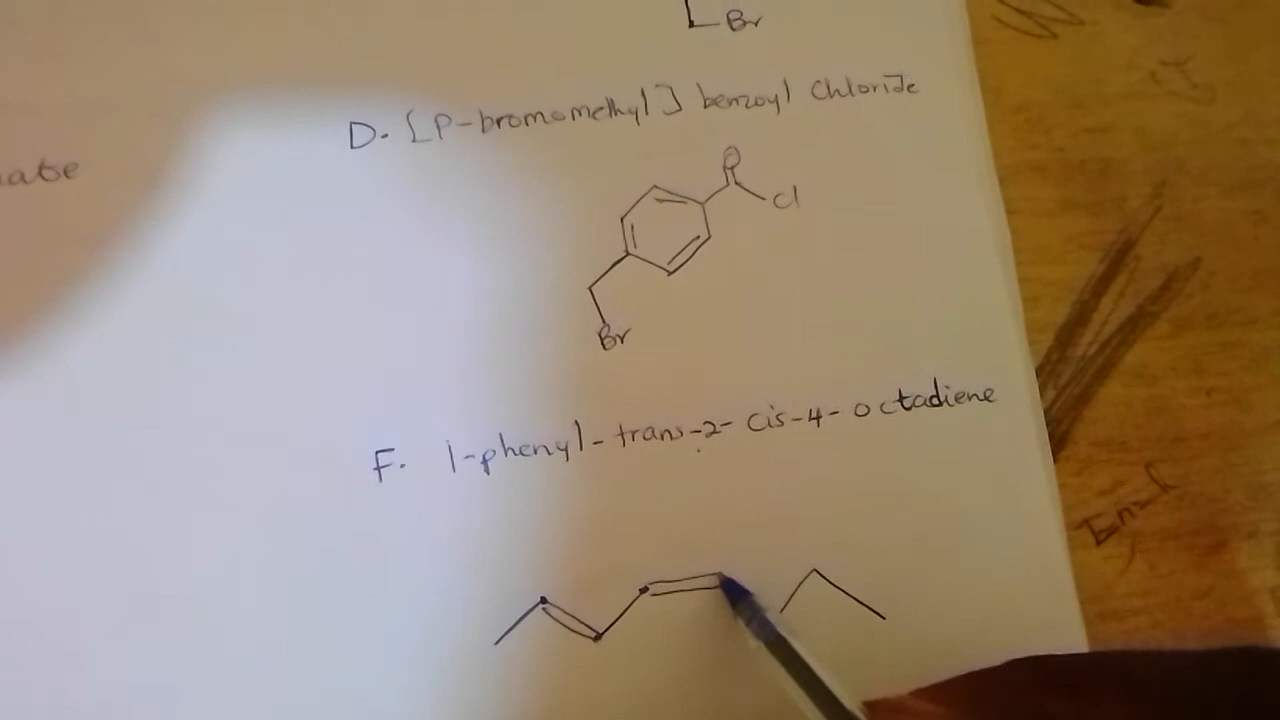 Br
D. [P-bromomethyl] benzoyl chloride
O
Cl
Br
F. 1-phenyl-trans-2-cis-4-octadiene